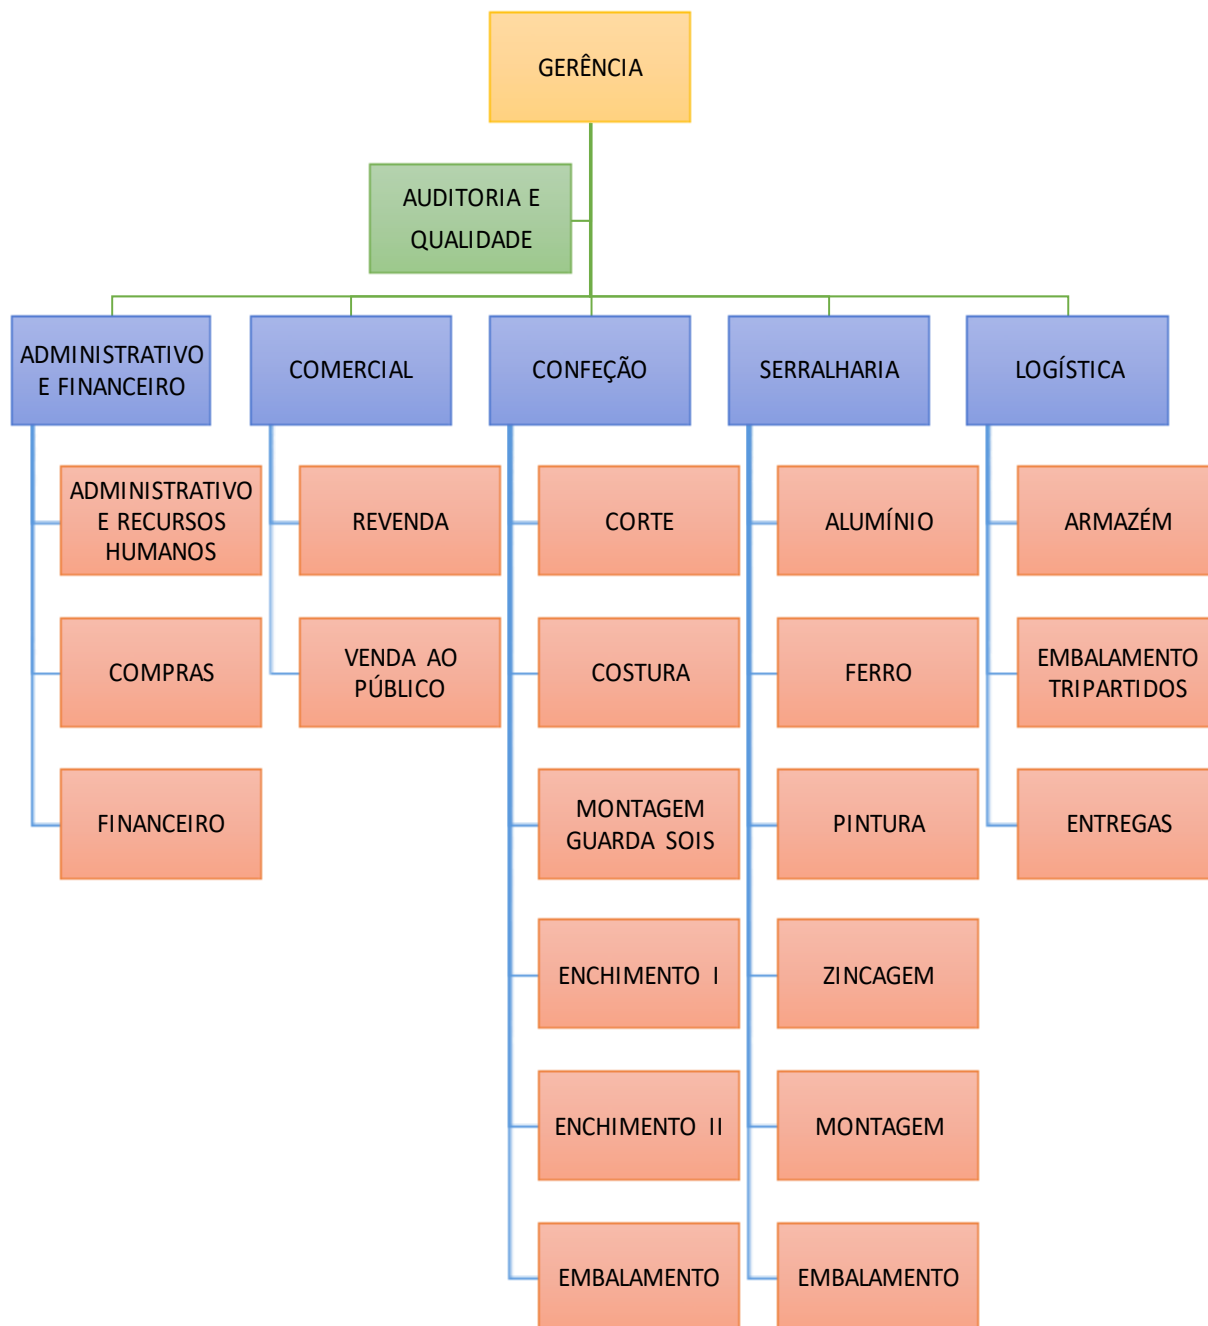 GERÊNCIA
AUDITORIA E
QUALIDADE
ADMINISTRATIVO
E FINANCEIRO
COMERCIAL
CONFEÇÃO
SERRALHARIA
LOGÍSTICA
ADMINISTRATIVO
E RECURSOS
HUMANOS
REVENDA
CORTE
ALUMÍNIO
ARMAZÉM
COMPRAS
VENDA AO
PÚBLICO
COSTURA
FERRO
EMBALAMENTO
TRIPARTIDOS
FINANCEIRO
MONTAGEM
GUARDA SOIS
PINTURA
ENTREGAS
ENCHIMENTO I
ZINCAGEM
ENCHIMENTO II
MONTAGEM
EMBALAMENTO
EMBALAMENTO